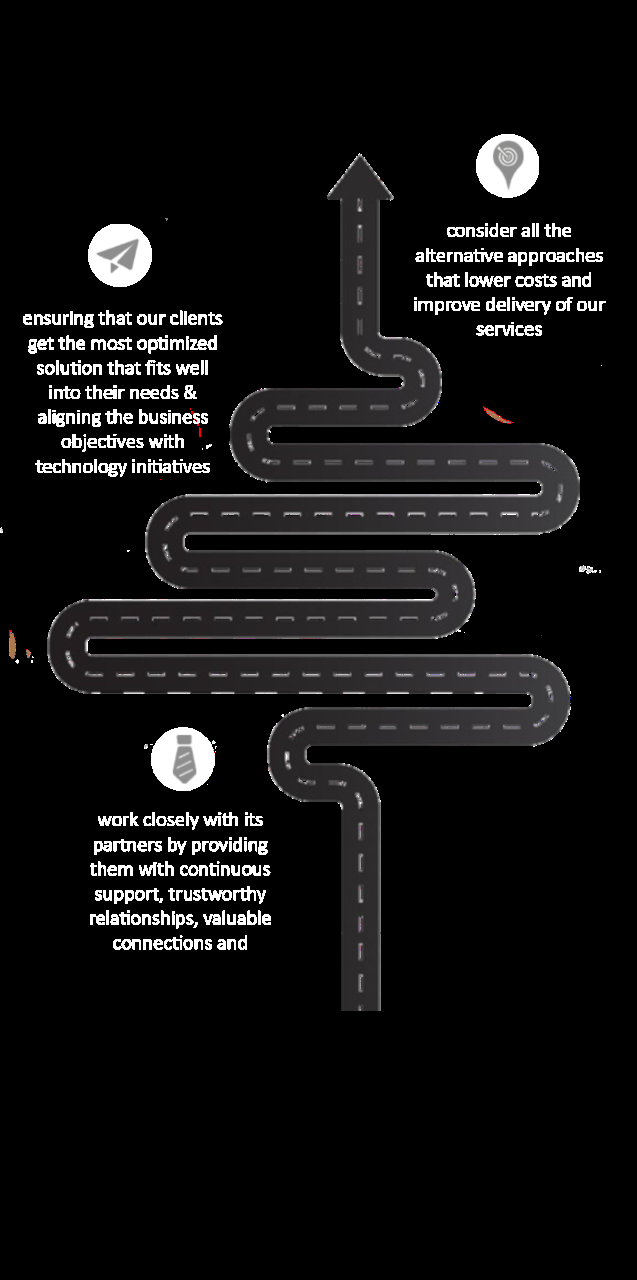 consider all the
alternative approaches
that lower costs and
improve delivery of our
services
ensuring that our clients
get the most optimized
solution that fits well
into their needs &
aligning the business
objectives with
technology initiatives
work closely with its
partners by providing
them with continuous
support, trustworthy
relationships, valuable
connections and